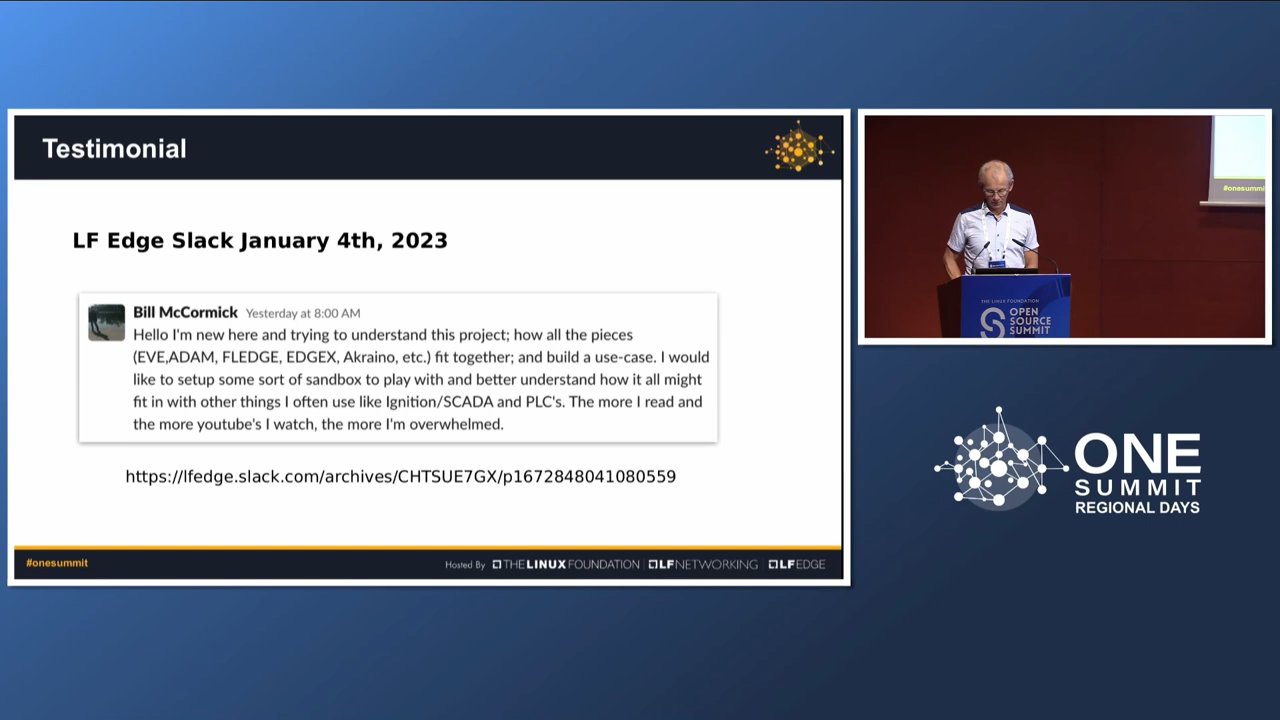 Testimonial
LF Edge Slack January 4th, 2023
Bill McCormick Yesterday at 8:00 AM
Hello I'm new here and trying to understand this project; how all the pieces
(EVE,ADAM, FLEDGE, EDGEX, Akraino, etc.) fit together; and build a use-case. I would
like to setup some sort of sandbox to play with and better understand how it all might
fit in with other things I often use like Ignition/SCADA and PLC's. The more I read and
the more youtube's I watch, the more I'm overwhelmed.
https://lfedge.slack.com/archives/CHTSUE7GX/p1672848041080559
#onesummit
Hosted By THE LINUX FOUNDATION | LF NETWORKING | LF EDGE
#onesummi
THE LINUX FOUNDATION
OPEN
SOURCE
SUMMIT
ONE
SUMMIT
REGIONAL DAYS